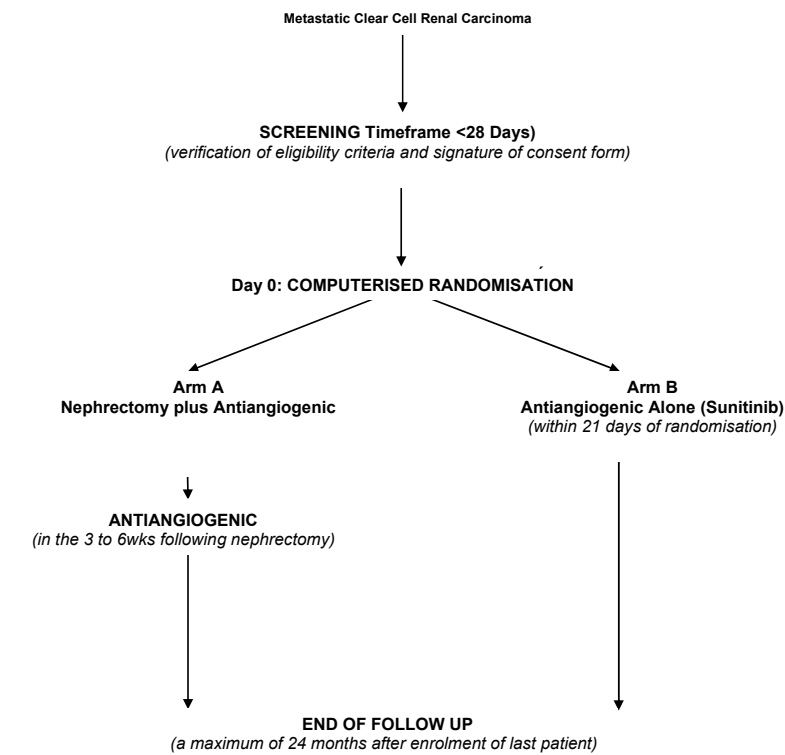 Metastatic Clear Cell Renal Carcinoma
SCREENING Timeframe <28 Days)
(verification of eligibility criteria and signature of consent form)
Day 0: COMPUTERISED RANDOMISATION
Arm A
Nephrectomy plus Antiangiogenic
Arm B
Antiangiogenic Alone (Sunitinib)
(within 21 days of randomisation)
ANTIANGIOGENIC
(in the 3 to 6wks following nephrectomy)
END OF FOLLOW UP
(a maximum of 24 months after enrolment of last patient)